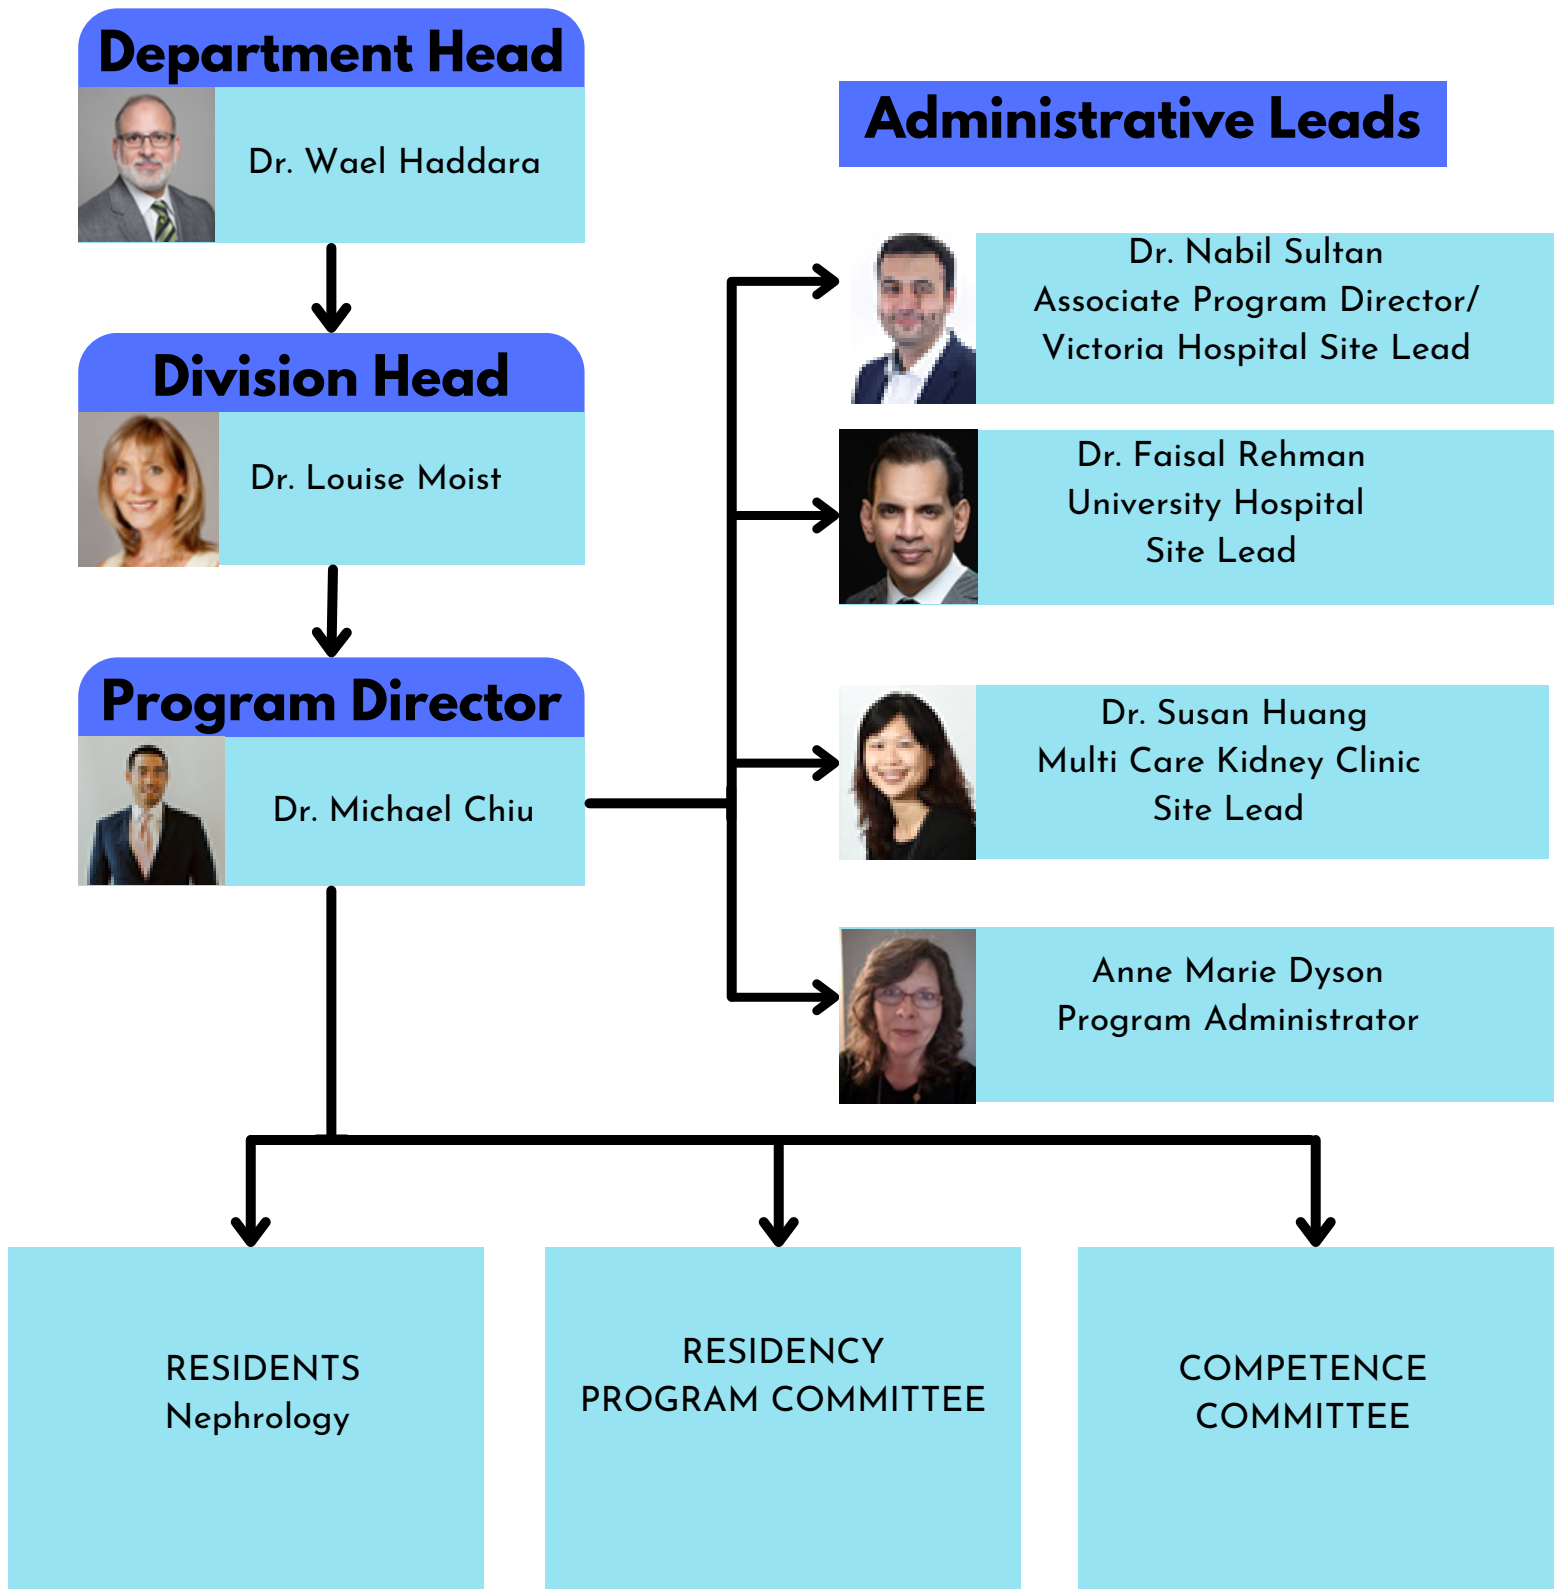 Department Head
Dr. Wael Haddara
Division Head
Dr. Louise Moist
Program Director
Dr. Michael Chiu
Administrative Leads
Dr. Nabil Sultan
Associate Program Director/
Victoria Hospital Site Lead
Dr. Faisal Rehman
University Hospital
Site Lead
Dr. Susan Huang
Multi Care Kidney Clinic
Site Lead
Anne Marie Dyson
Program Administrator
RESIDENTS
Nephrology
RESIDENCY
PROGRAM COMMITTEE
COMPETENCE
COMMITTEE